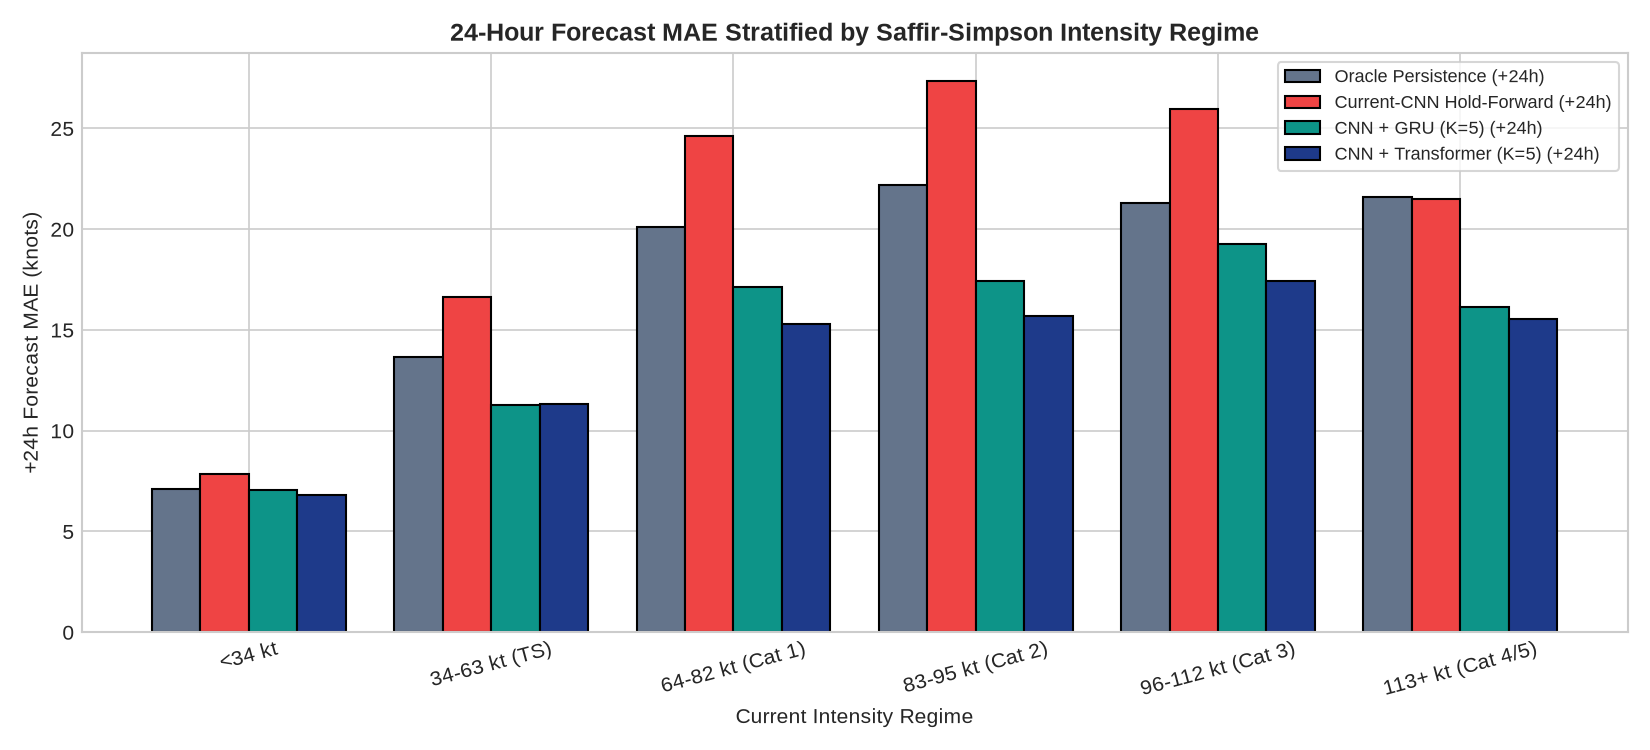 24-Hour Forecast MAE Stratified by Saffir-Simpson Intensity Regime
Oracle Persistence (+24h)
Current-CNN Hold-Forward (+24h)
CNN + GRU (K=5) (+24h)
CNN + Transformer (K=5) (+24h)
+24h Forecast MAE (knots)
25
20
15
10
5
0
<34 kt
34-63 kt (TS)
64-82 kt (Cat 1)
83-95 kt (Cat 2)
96-112 kt (Cat 3)
113+ kt (Cat 4/5)
Current Intensity Regime